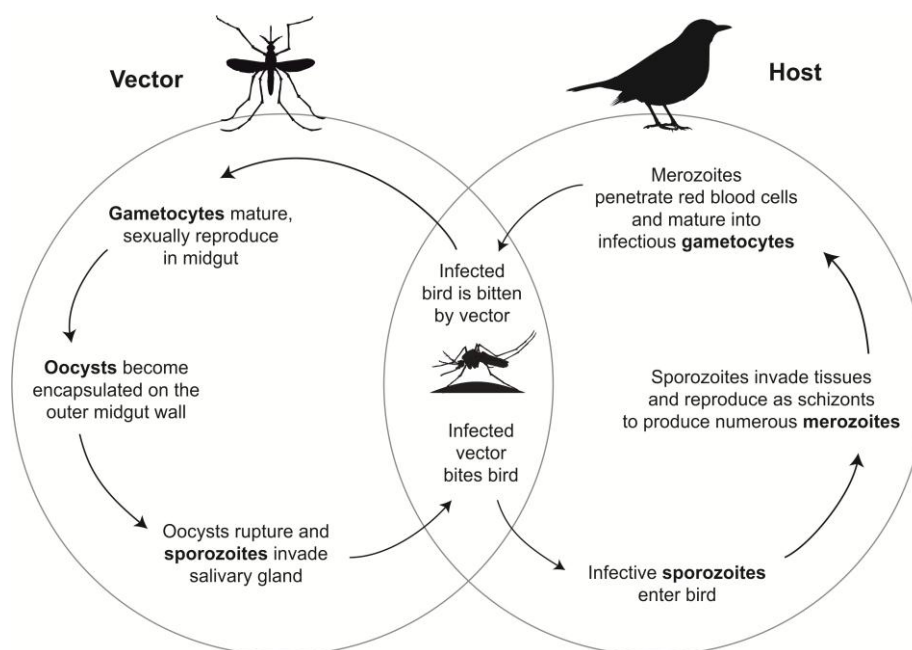 Vector
Host
Gametocytes mature,
sexually reproduce
in midgut
Oocysts become
encapsulated on the
outer midgut wall
Oocysts rupture and
sporozoites invade
salivary gland
Infected
bird is bitten
by vector
Infected
vector
bites bird
Merozoites
penetrate red blood cells
and mature into
infectious gametocytes
Sporozoites invade tissues
and reproduce as schizonts
to produce numerous merozoites
Infective sporozoites
enter bird